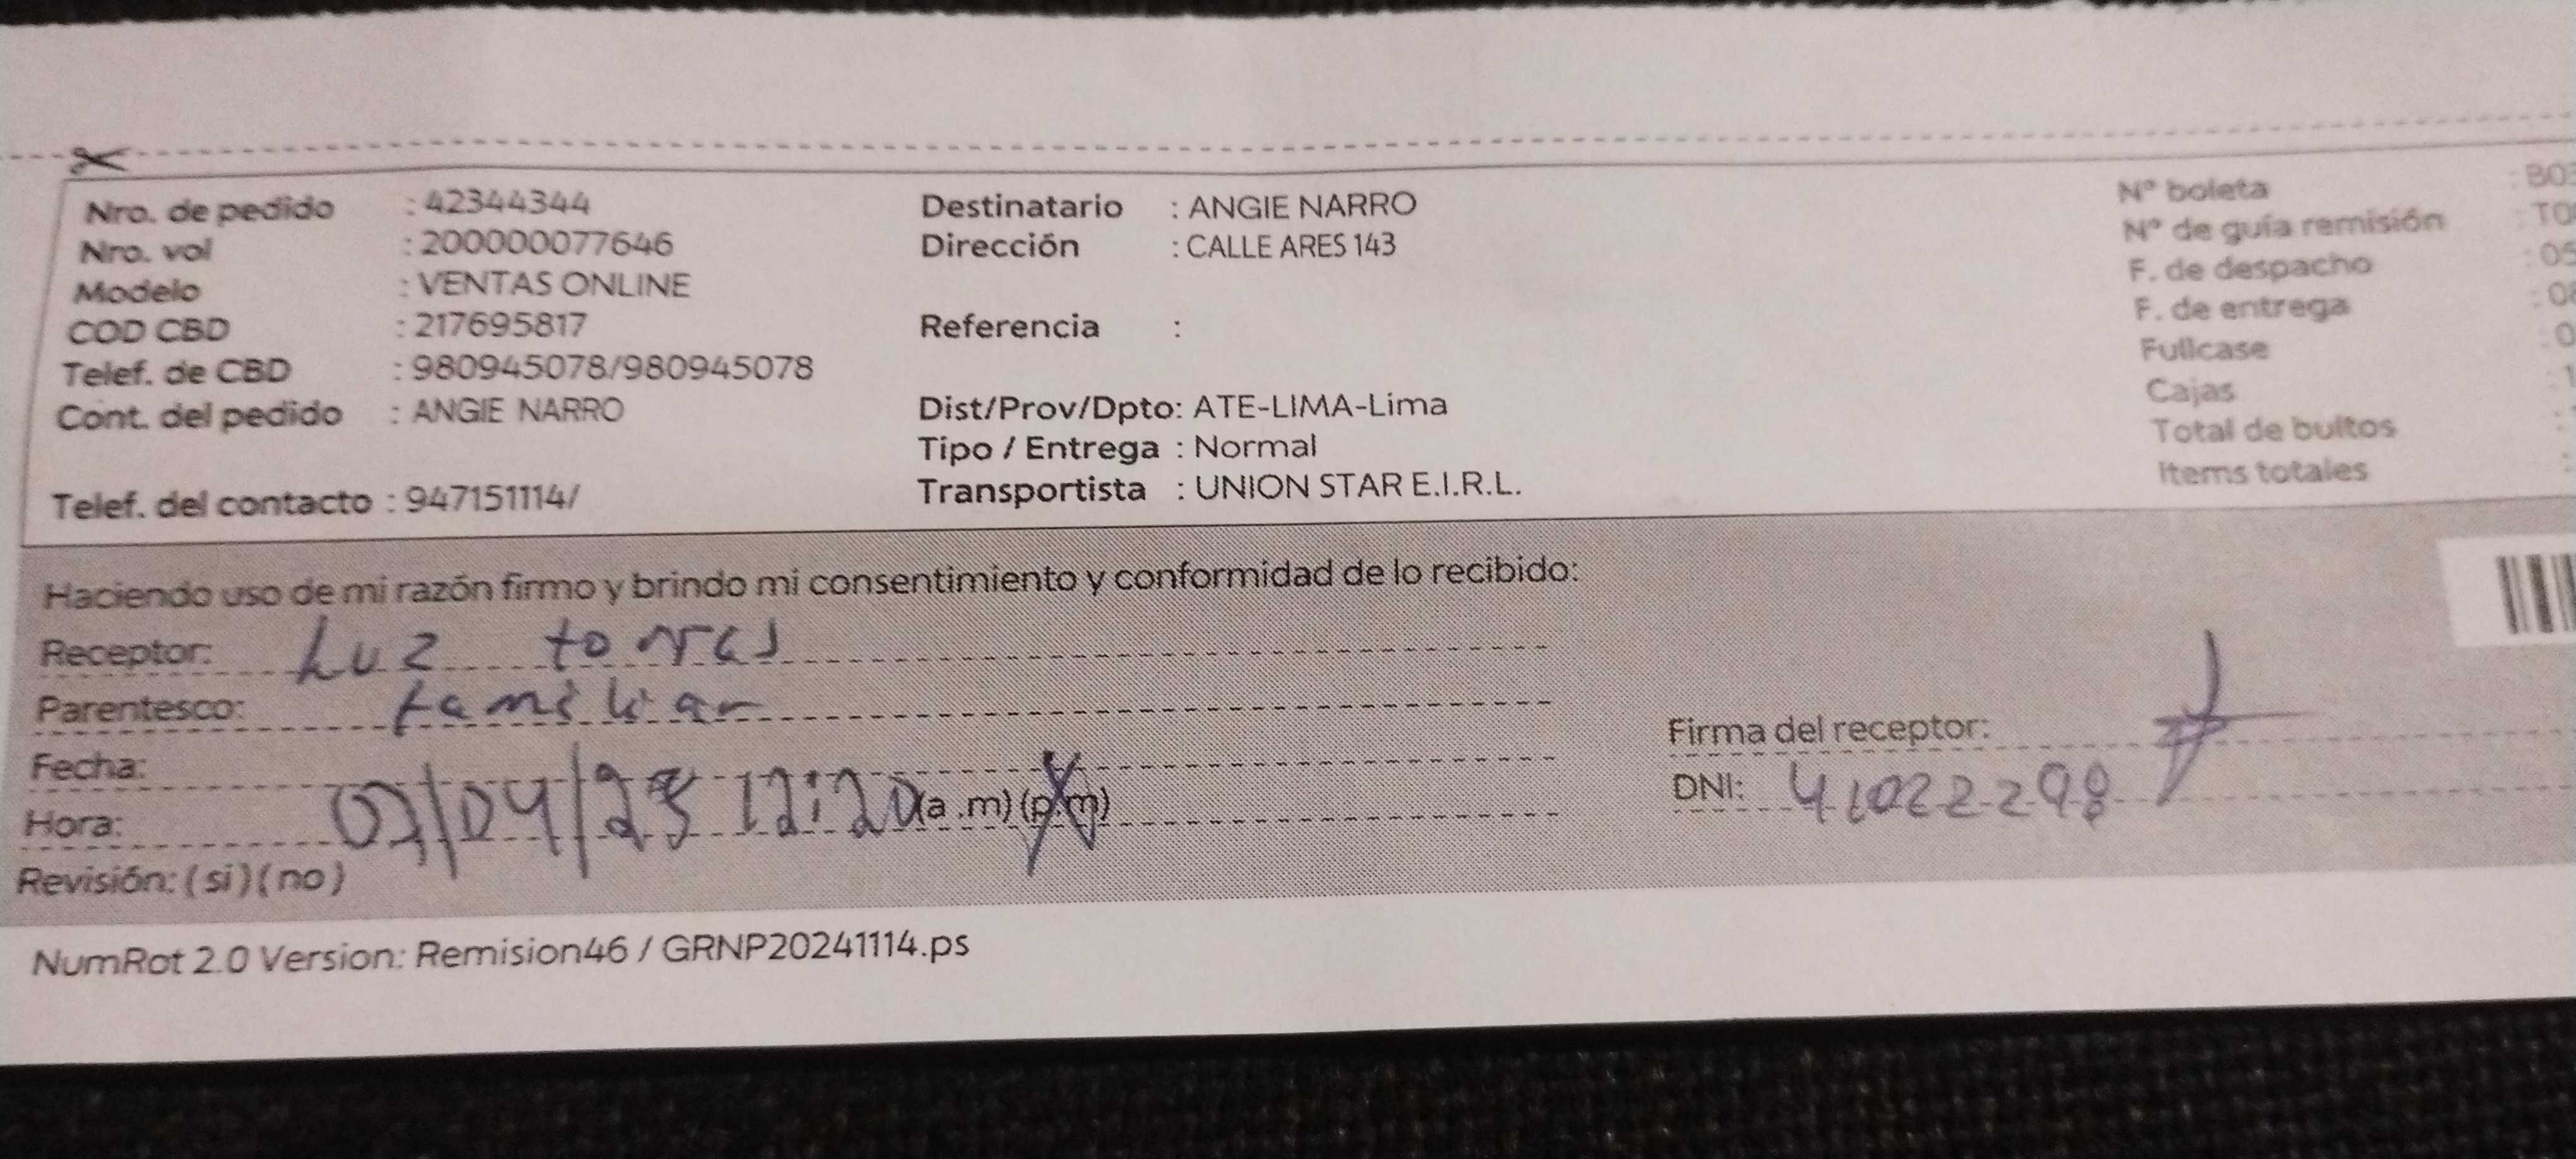 Nro. de pedido : 42344344
Nro. vol : 200000077646
Modelo : VENTAS ONLINE
COD CBD : 217695817
Telef. de CBD : 980945078/980945078
Cont. del pedido : ANGIE NARRO
Telef. del contacto : 947151114/
Destinatario : ANGIE NARRO
Dirección : CALLE ARES 143
Referencia :
Dist/Prov/Dpto: ATE-LIMA-Lima
Tipo / Entrega : Normal
Transportista : UNION STAR E.I.R.L.
N° boleta
N° de guía remisión
F. de despacho
F. de entrega
Fullcase
Cajas
Total de bultos
Items totales
Haciendo uso de mi razón firmo y brindo mi consentimiento y conformidad de lo recibido:
Receptor: Luz torres
Parentesco: familiar
Fecha:
Hora: 12:20 (a.m) (p.m)
Revisión: (si) (no)
Firma del receptor:
DNI: 41022298
NumRot 2.0 Version: Remision46 / GRNP20241114.ps